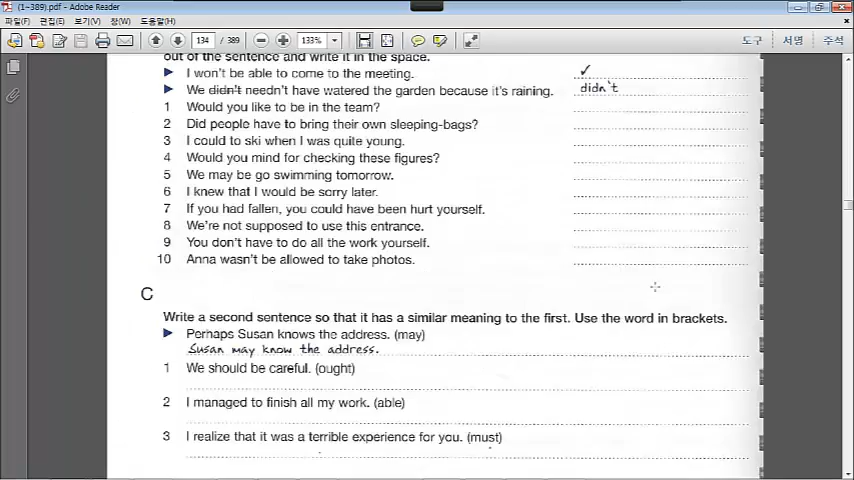 (1~389).pdf - Adobe Reader
파일(F) 편집(E) 보기(V) 창(W) 도움말(H)
134 / 389 133% 도구 서명 주석
out of the sentence and write it in the space.
I won't be able to come to the meeting. ✓
We didn't needn't have watered the garden because it's raining. didn't
1 Would you like to be in the team?
2 Did people have to bring their own sleeping-bags?
3 I could to ski when I was quite young.
4 Would you mind for checking these figures?
5 We may be go swimming tomorrow.
6 I knew that I would be sorry later.
7 If you had fallen, you could have been hurt yourself.
8 We're not supposed to use this entrance.
9 You don't have to do all the work yourself.
10 Anna wasn't be allowed to take photos.
C
Write a second sentence so that it has a similar meaning to the first. Use the word in brackets.
Perhaps Susan knows the address. (may)
Susan may know the address.
1 We should be careful. (ought)
2 I managed to finish all my work. (able)
3 I realize that it was a terrible experience for you. (must)